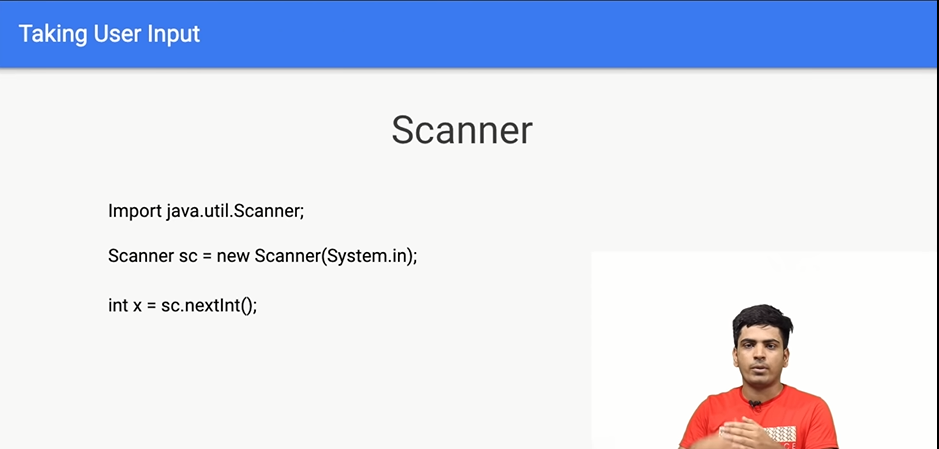 Taking User Input
Scanner
Import java.util.Scanner;
Scanner sc = new Scanner(System.in);
int x = sc.nextInt();